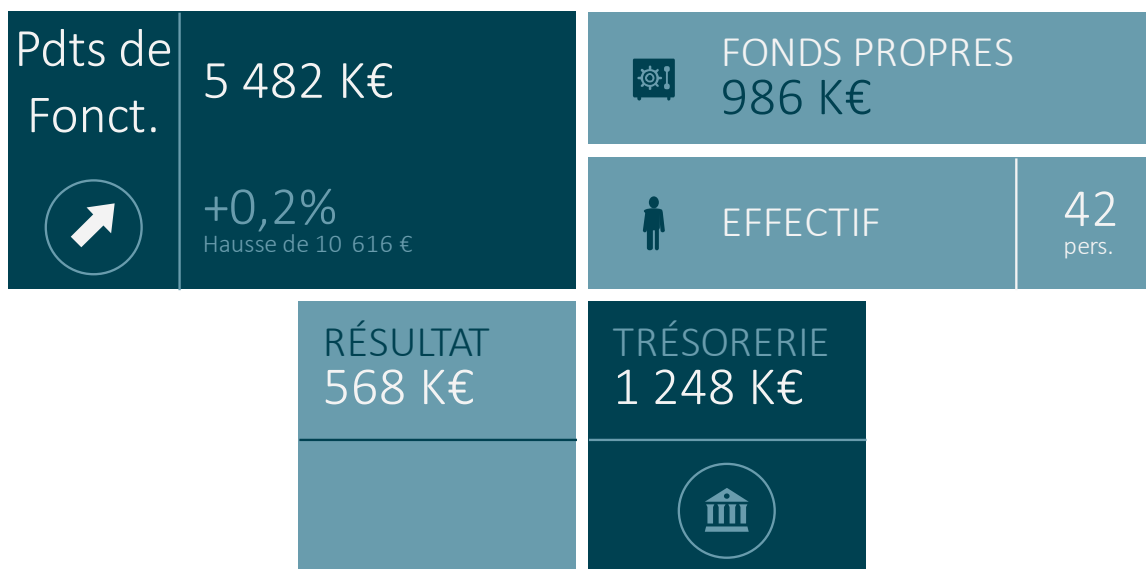 Pdts de
Fonct.
5 482 K€
+0,2%
Hausse de 10 616 €
FONDS PROPRES
986 K€
EFFECTIF
42
pers.
RÉSULTAT
568 K€
TRÉSORERIE
1 248 K€